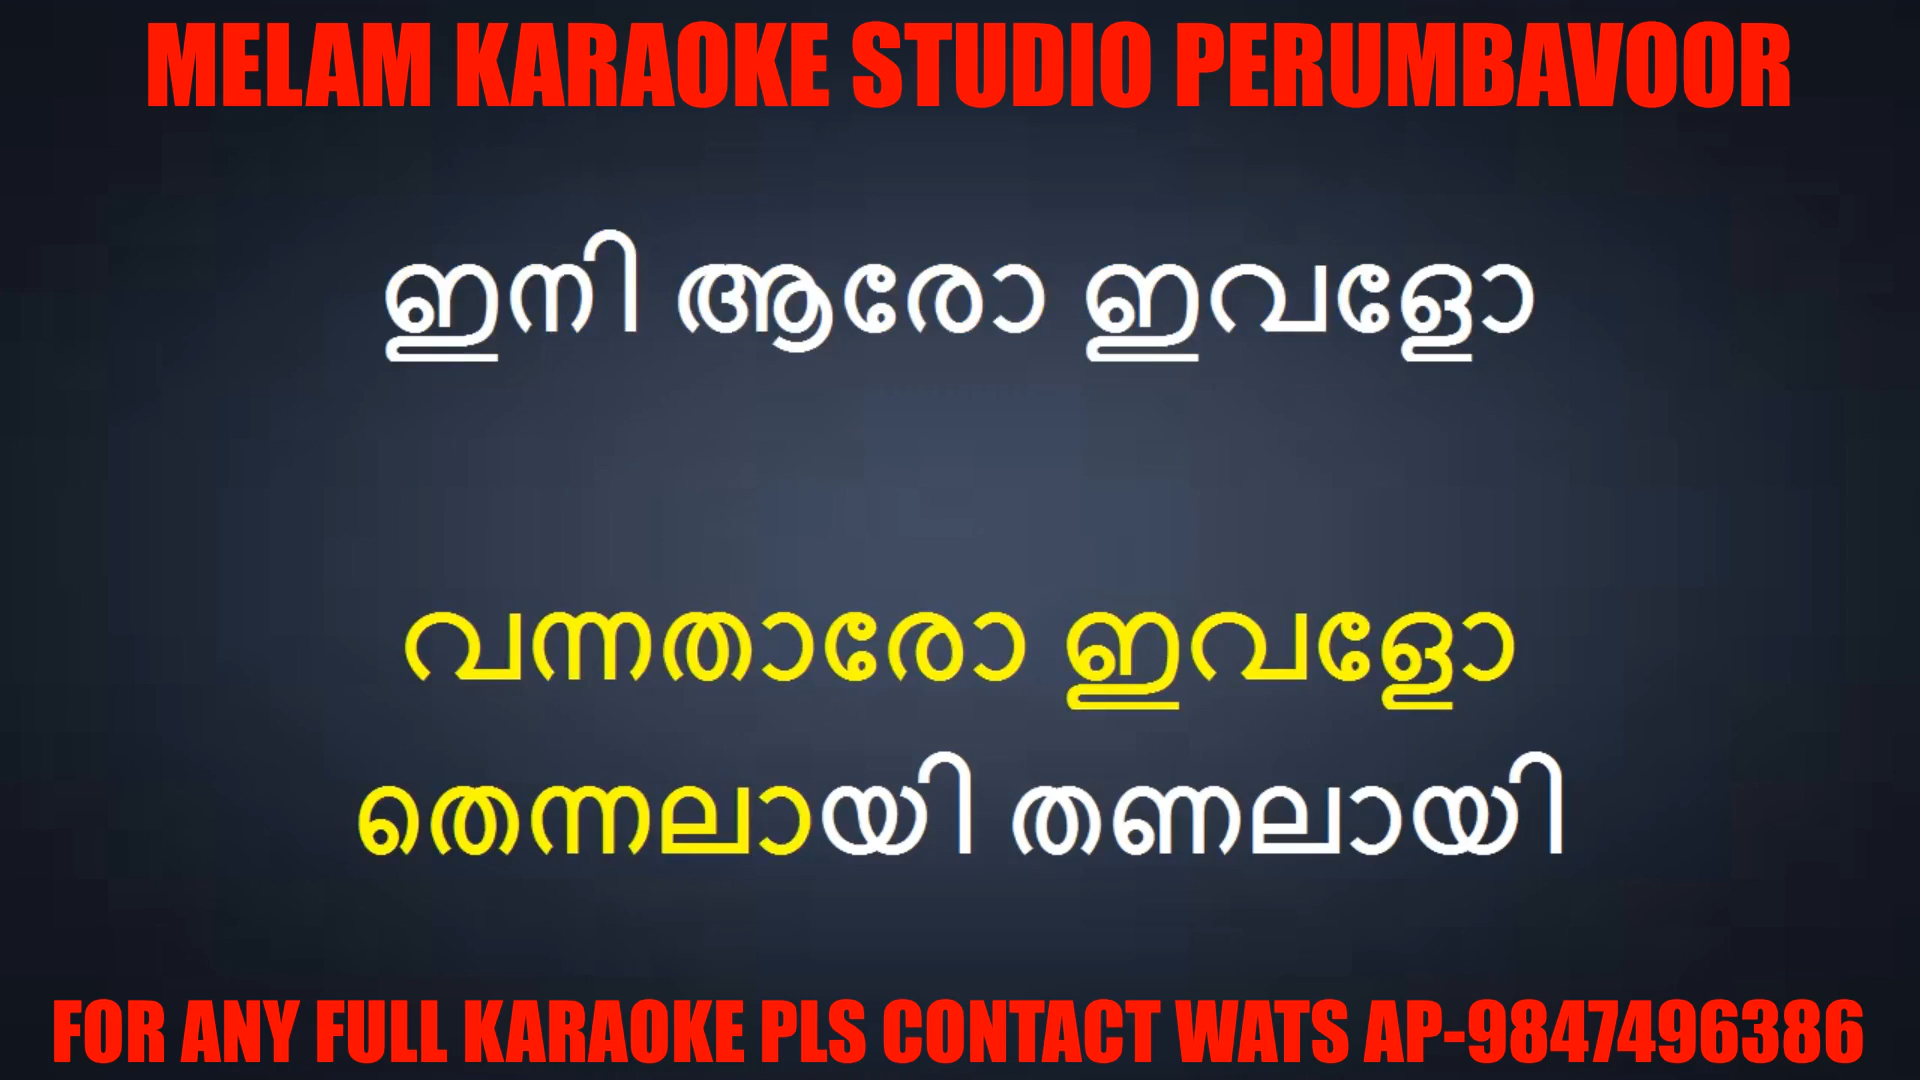 MELAM KARAOKE STUDIO PERUMBAVOOR
ഇനി ആരോ ഇവളോ
വന്നതാരോ ഇവളോ
തെന്നലായി തണലായി
FOR ANY FULL KARAOKE PLS CONTACT WATS AP-9847496386